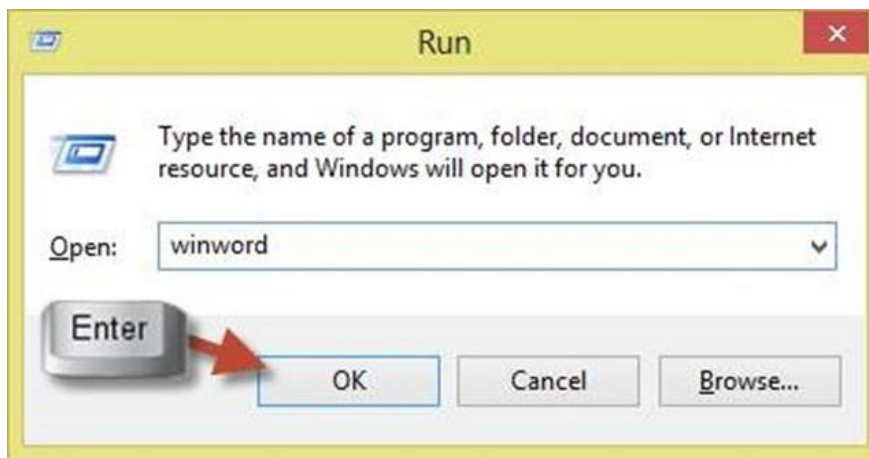 Run
Type the name of a program, folder, document, or Internet
resource, and Windows will open it for you.
Open: winword
Enter
OK Cancel Browse...